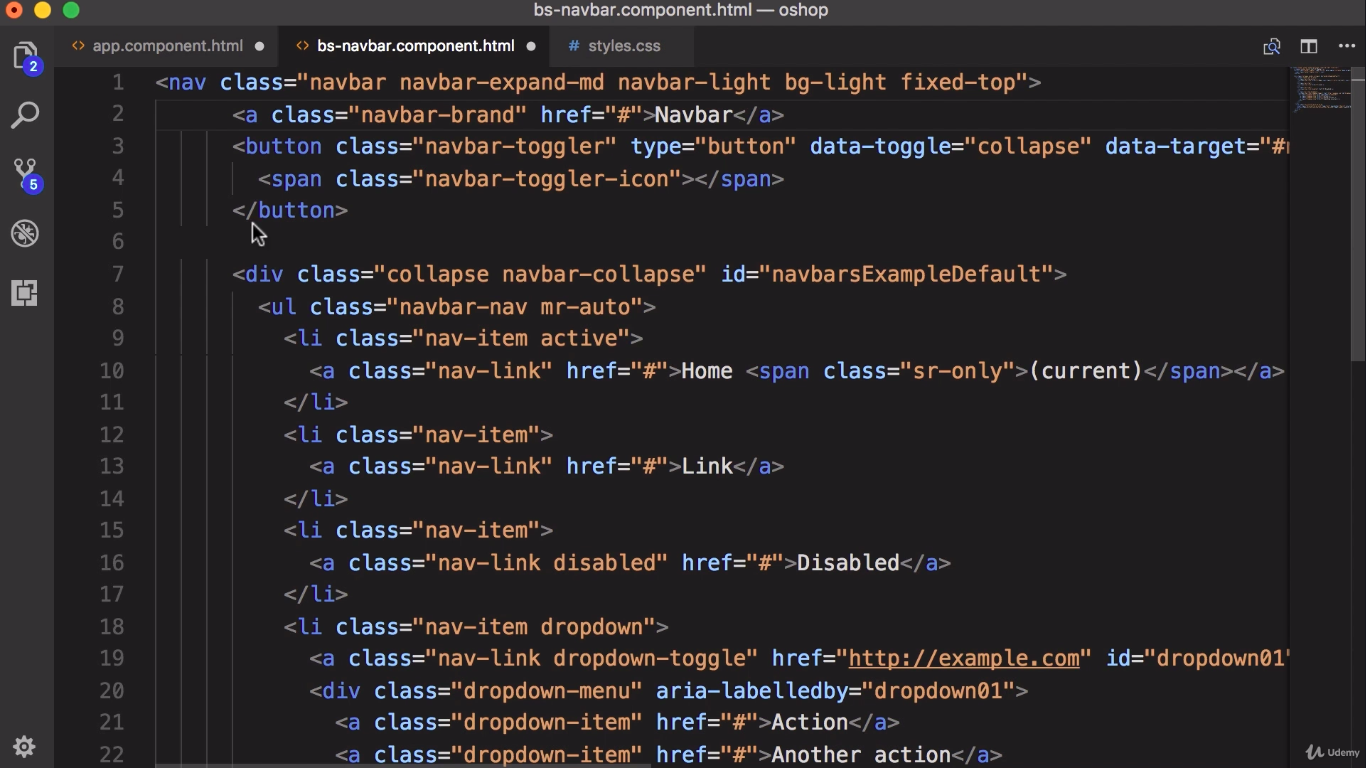 bs-navbar.component.html — oshop
app.component.html bs-navbar.component.html # styles.css
2
5
1 <nav class="navbar navbar-expand-md navbar-light bg-light fixed-top">
2 <a class="navbar-brand" href="#">Navbar</a>
3 <button class="navbar-toggler" type="button" data-toggle="collapse" data-target="#
4 <span class="navbar-toggler-icon"></span>
5 </button>
6
7 <div class="collapse navbar-collapse" id="navbarsExampleDefault">
8 <ul class="navbar-nav mr-auto">
9 <li class="nav-item active">
10 <a class="nav-link" href="#">Home <span class="sr-only">(current)</span></a>
11 </li>
12 <li class="nav-item">
13 <a class="nav-link" href="#">Link</a>
14 </li>
15 <li class="nav-item">
16 <a class="nav-link disabled" href="#">Disabled</a>
17 </li>
18 <li class="nav-item dropdown">
19 <a class="nav-link dropdown-toggle" href="http://example.com" id="dropdown01"
20 <div class="dropdown-menu" aria-labelledby="dropdown01">
21 <a class="dropdown-item" href="#">Action</a>
22 <a class="dropdown-item" href="#">Another action</a>
Udemy